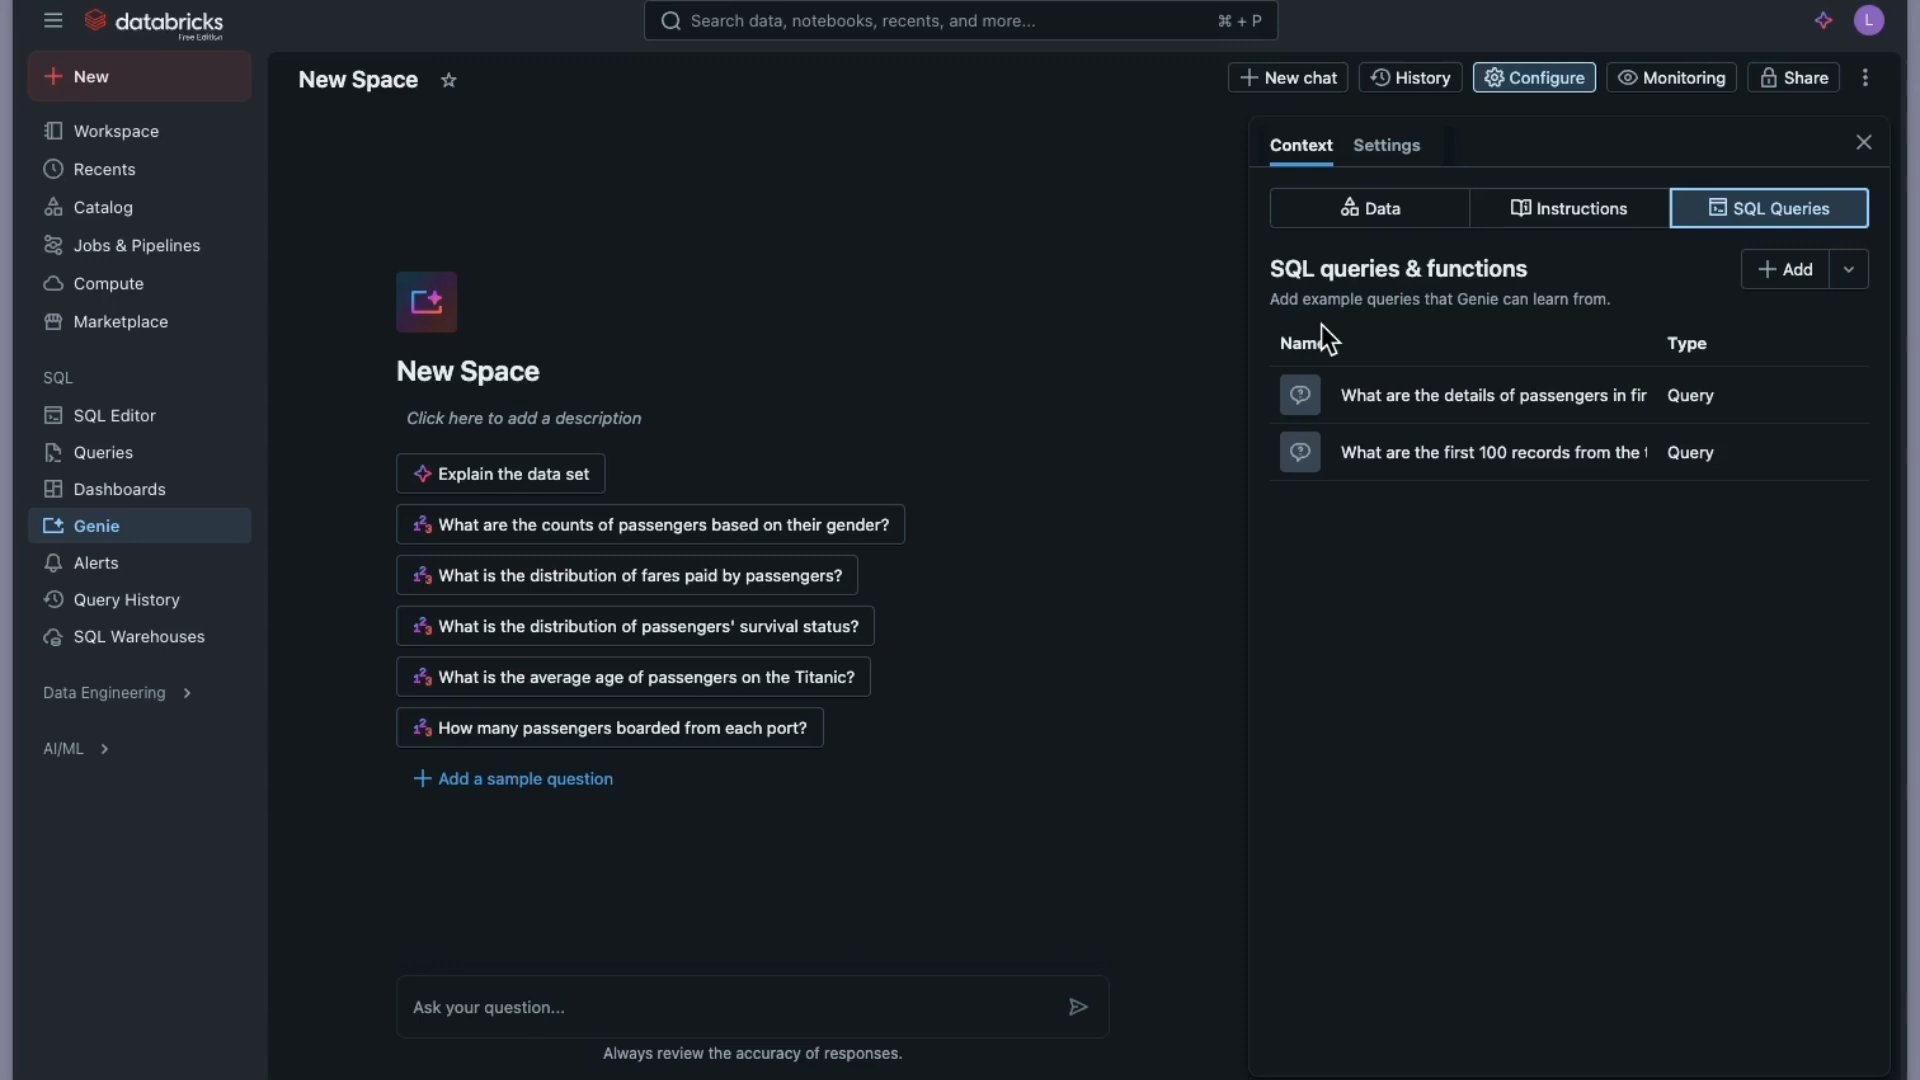 databricks
Free Edition
Search data, notebooks, recents, and more...
⌘ + P
L
New
Workspace
Recents
Catalog
Jobs & Pipelines
Compute
Marketplace
SQL
SQL Editor
Queries
Dashboards
Genie
Alerts
Query History
SQL Warehouses
Data Engineering
AI/ML
New Space
New chat
History
Configure
Monitoring
Share
New Space
Click here to add a description
Explain the data set
What are the counts of passengers based on their gender?
What is the distribution of fares paid by passengers?
What is the distribution of passengers' survival status?
What is the average age of passengers on the Titanic?
How many passengers boarded from each port?
Add a sample question
Ask your question...
Always review the accuracy of responses.
Context
Settings
Data
Instructions
SQL Queries
SQL queries & functions
Add
Add example queries that Genie can learn from.
Name
Type
What are the details of passengers in fir
Query
What are the first 100 records from the
Query